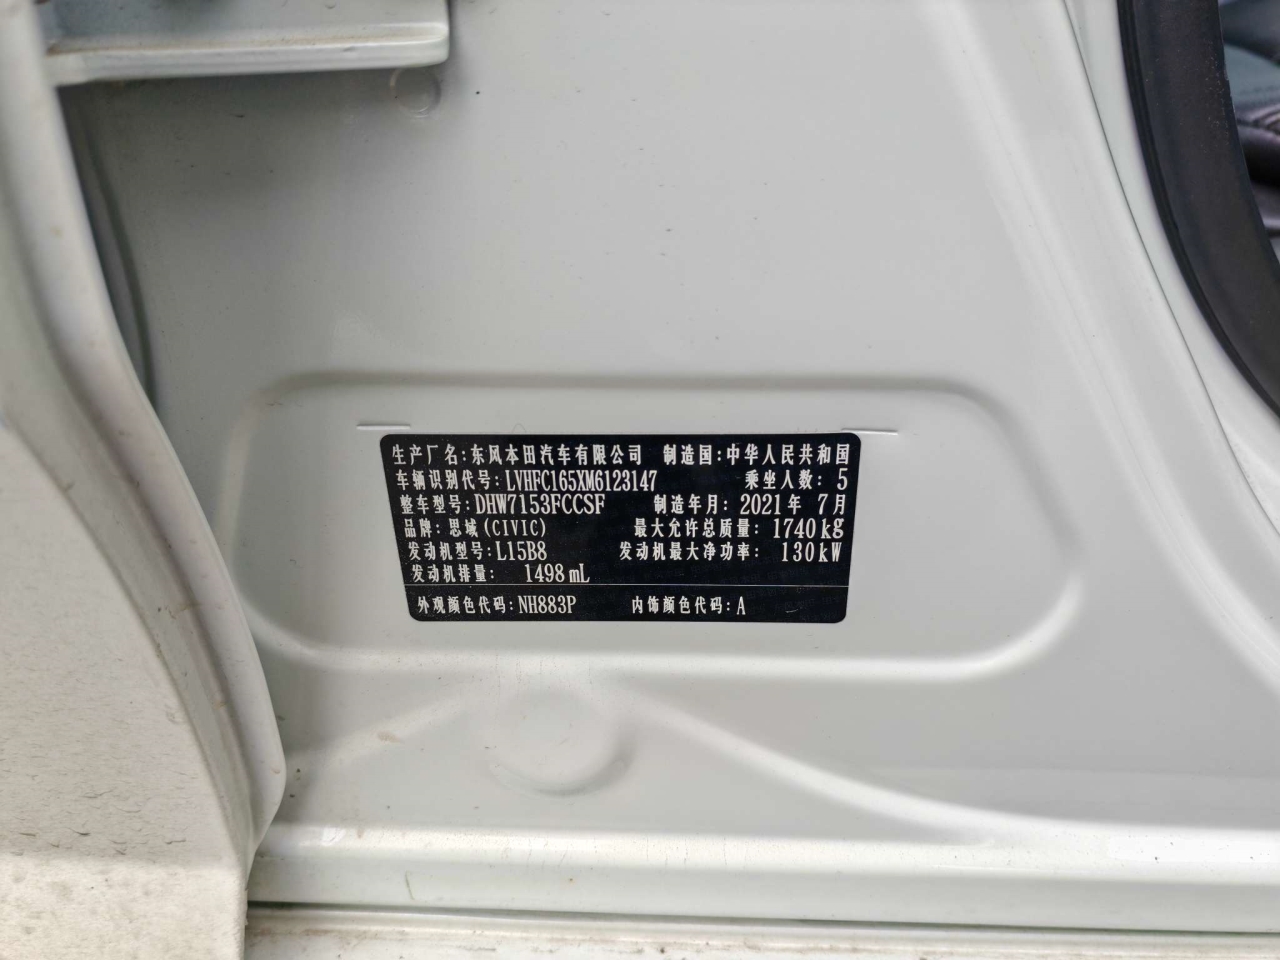 生产厂名:东风本田汽车有限公司 制造国:中华人民共和国
车辆识别代号:LVHFC165XM6123147 乘坐人数:5
整车型号:DHW7153FCCSF 制造年月:2021年7月
品牌:思域(CIVIC) 最大允许总质量:1740kg
发动机型号:L15B8 发动机最大净功率:130kW
发动机排量:1498mL
外观颜色代码:NH883P 内饰颜色代码:A